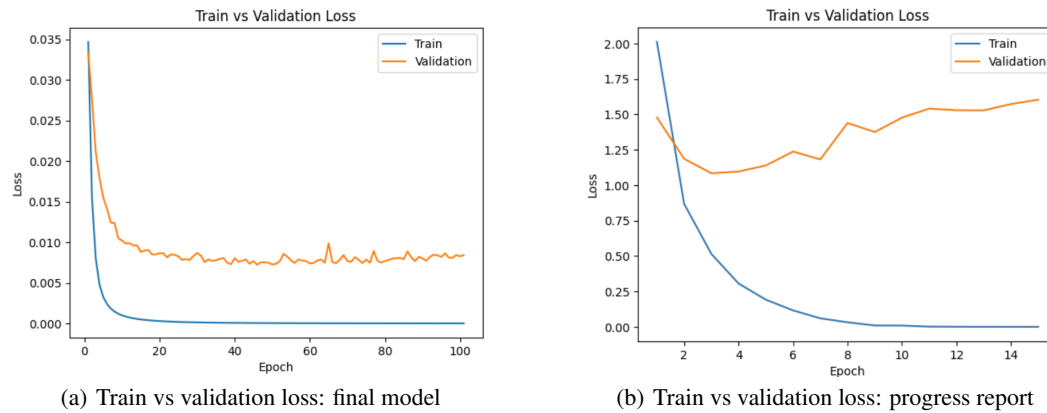 Train vs Validation Loss
Train
Validation
0.035
0.030
0.025
0.020
0.015
0.010
0.005
0.000
Loss
0
20
40
60
80
100
Epoch
(a) Train vs validation loss: final model
Train vs Validation Loss
Train
Validation
2.00
1.75
1.50
1.25
1.00
0.75
0.50
0.25
0.00
Loss
2
4
6
8
10
12
14
Epoch
(b) Train vs validation loss: progress report